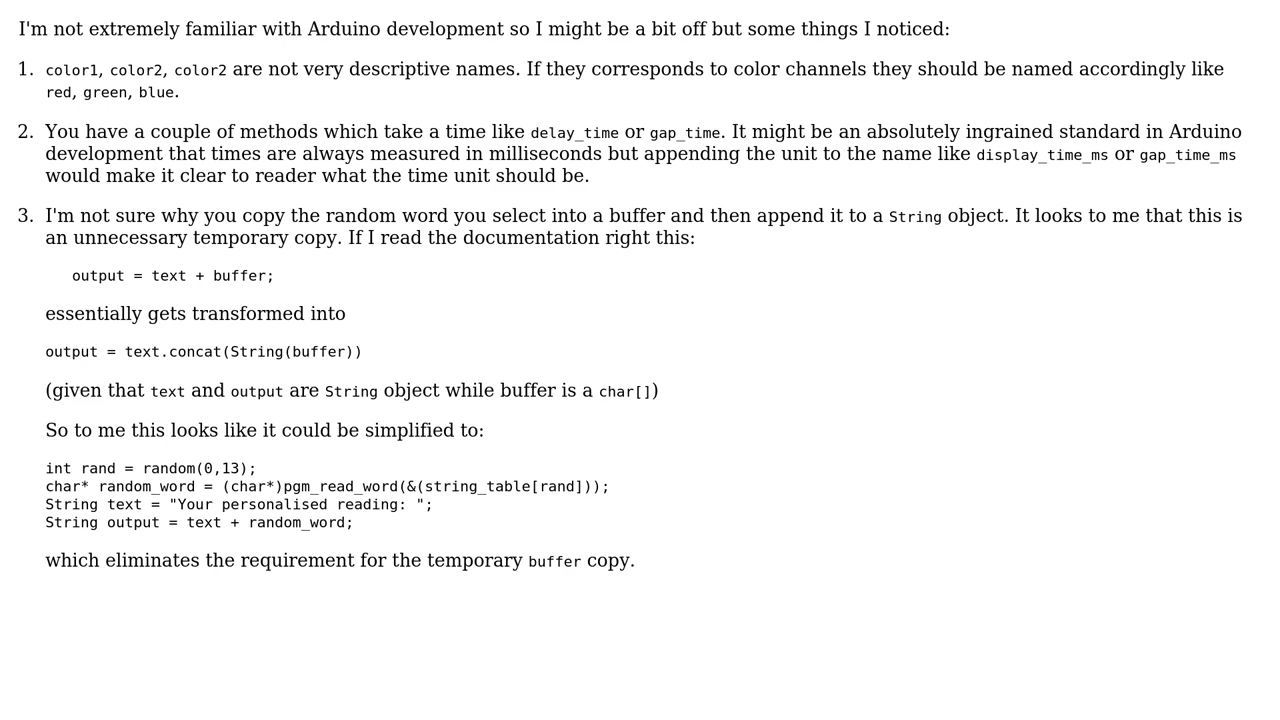 I'm not extremely familiar with Arduino development so I might be a bit off but some things I noticed:
1. color1, color2, color2 are not very descriptive names. If they corresponds to color channels they should be named accordingly like
red, green, blue.
2. You have a couple of methods which take a time like delay_time or gap_time. It might be an absolutely ingrained standard in Arduino
development that times are always measured in milliseconds but appending the unit to the name like display_time_ms or gap_time_ms
would make it clear to reader what the time unit should be.
3. I'm not sure why you copy the random word you select into a buffer and then append it to a String object. It looks to me that this is
an unnecessary temporary copy. If I read the documentation right this:
output = text + buffer;
essentially gets transformed into
output = text.concat(String(buffer))
(given that text and output are String object while buffer is a char[])
So to me this looks like it could be simplified to:
int rand = random(0,13);
char* random_word = (char*)pgm_read_word(&(string_table[rand]));
String text = "Your personalised reading: ";
String output = text + random_word;
which eliminates the requirement for the temporary buffer copy.